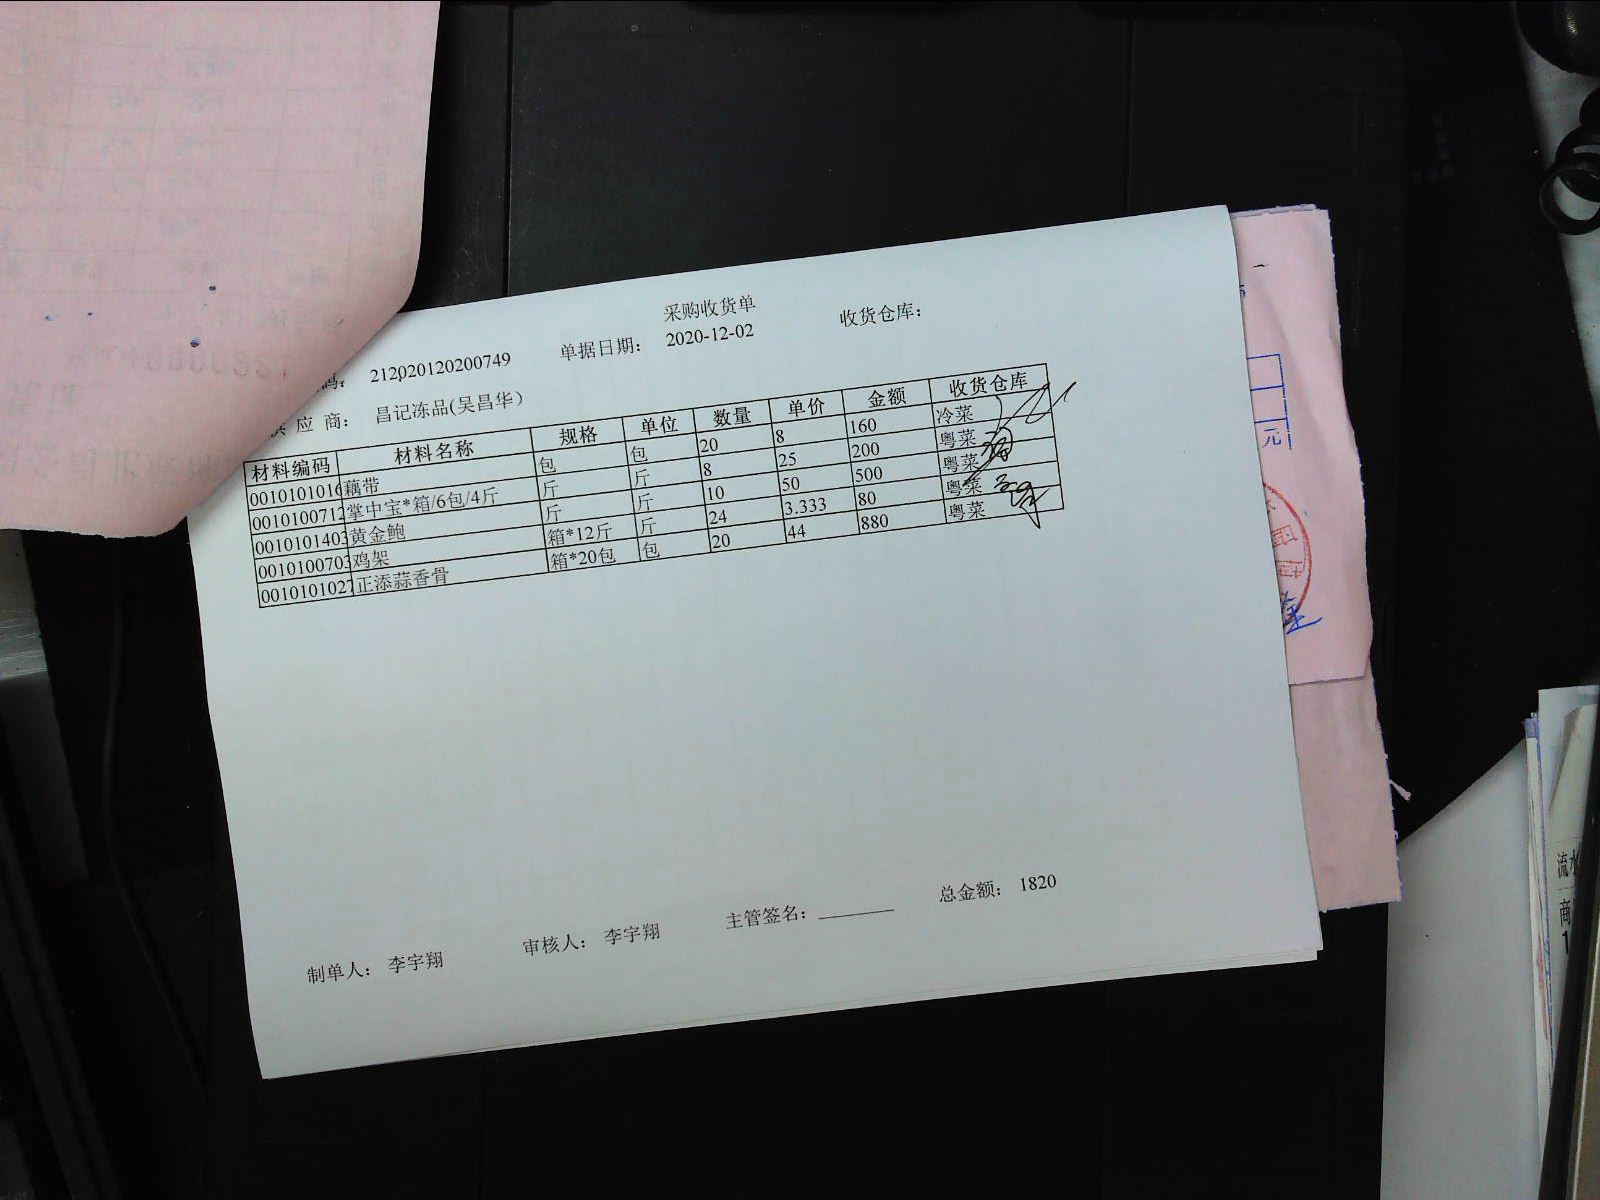 采购收货单
码： 212020120200749 单据日期： 2020-12-02 收货仓库：
供 应 商： 昌记冻品(吴昌华)
材料编码 材料名称 规格 单位 数量 单价 金额 收货仓库
0010101016 藕带 包 包 20 8 160 冷菜
0010100712 掌中宝*箱/6包/4斤 斤 斤 8 25 200 粤菜
0010101403 黄金鲍 斤 斤 10 50 500 粤菜
0010100703 鸡架 箱*12斤 斤 24 3.333 80 粤菜
0010101027 正添蒜香骨 箱*20包 包 20 44 880 粤菜
制单人： 李宇翔 审核人： 李宇翔 主管签名： 总金额： 1820
元
流水
商